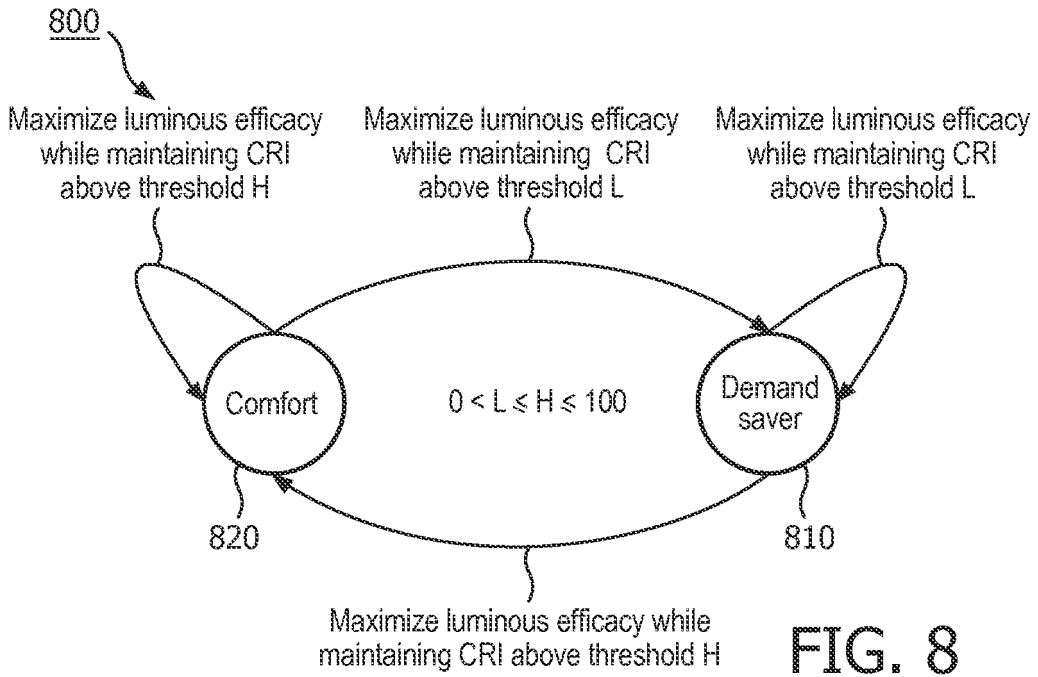 800
Maximize luminous efficacy
while maintaining CRI
above threshold H
Maximize luminous efficacy
while maintaining CRI
above threshold L
Maximize luminous efficacy
while maintaining CRI
above threshold L
Comfort
0 < L ⩽ H ⩽ 100
Demand
saver
820
810
Maximize luminous efficacy while
maintaining CRI above threshold H
FIG. 8